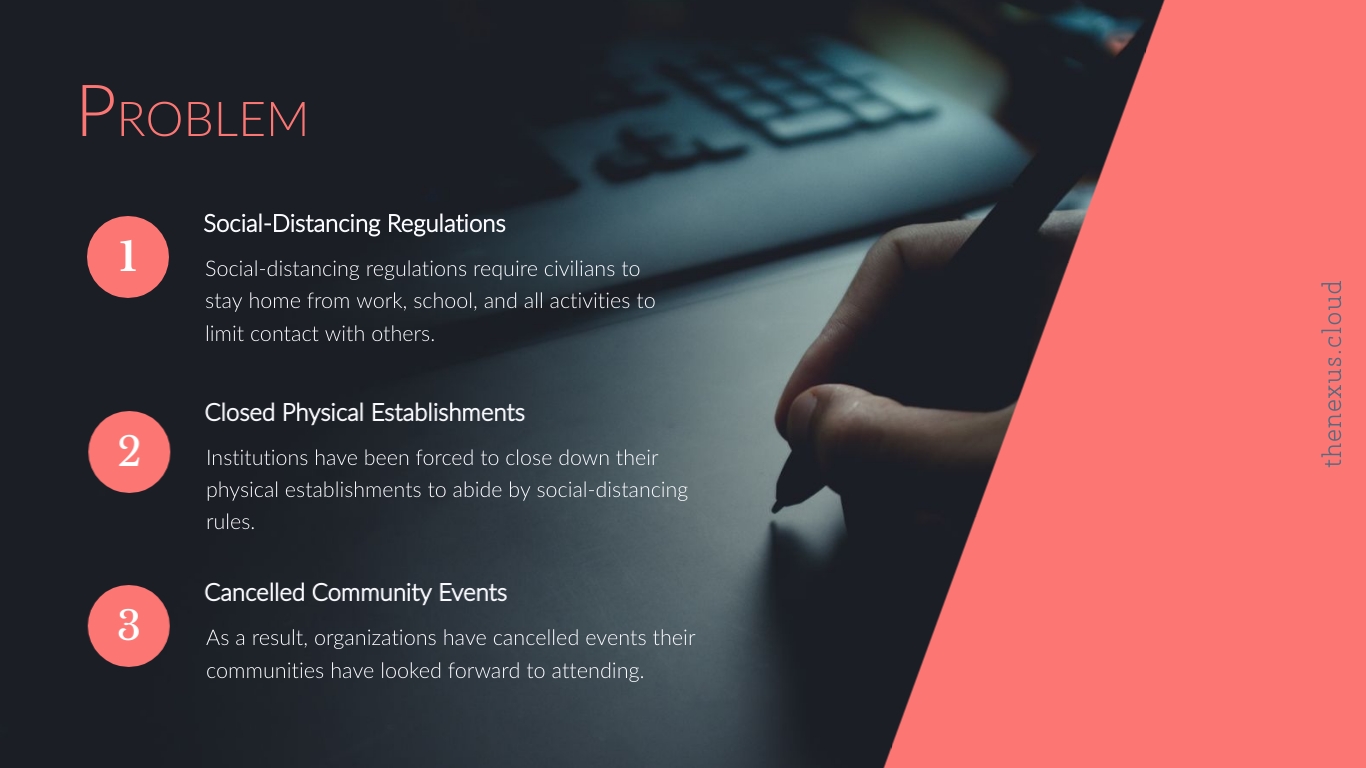 Problem
1
Social-Distancing Regulations
Social-distancing regulations require civilians to
stay home from work, school, and all activities to
limit contact with others.
2
Closed Physical Establishments
Institutions have been forced to close down their
physical establishments to abide by social-distancing
rules.
3
Cancelled Community Events
As a result, organizations have cancelled events their
communities have looked forward to attending.
thenexus.cloud